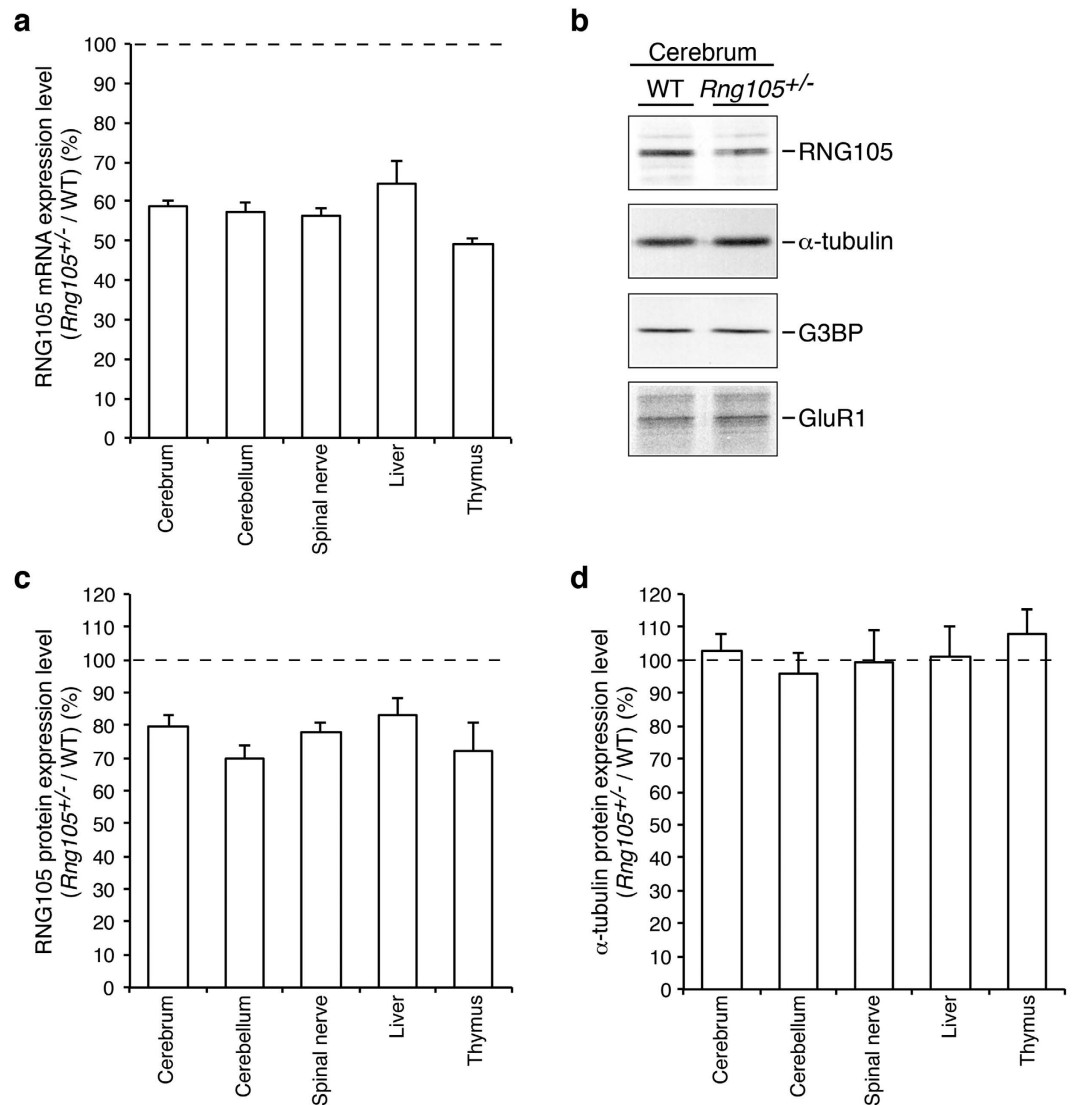 a
RNG105 mRNA expression level
(Rng105+/- / WT) (%)
100
90
80
70
60
50
40
30
20
10
0
Cerebrum
Cerebellum
Spinal nerve
Liver
Thymus
b
Cerebrum
WT Rng105+/-
RNG105
α-tubulin
G3BP
GluR1
c
RNG105 protein expression level
(Rng105+/- / WT) (%)
120
110
100
90
80
70
60
50
40
30
20
10
0
Cerebrum
Cerebellum
Spinal nerve
Liver
Thymus
d
α-tubulin protein expression level
(Rng105+/- / WT) (%)
120
110
100
90
80
70
60
50
40
30
20
10
0
Cerebrum
Cerebellum
Spinal nerve
Liver
Thymus